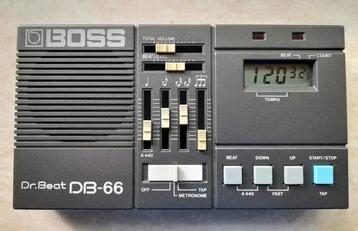 BOSS
TOTAL VOLUME
BEAT LEVEL
BEAT
COUNT
120 32
TEMPO
Dr.Beat DB-66
A 440
OFF
TAP
METRONOME
BEAT
DOWN
UP
START/STOP
A 440
FAST
TAP